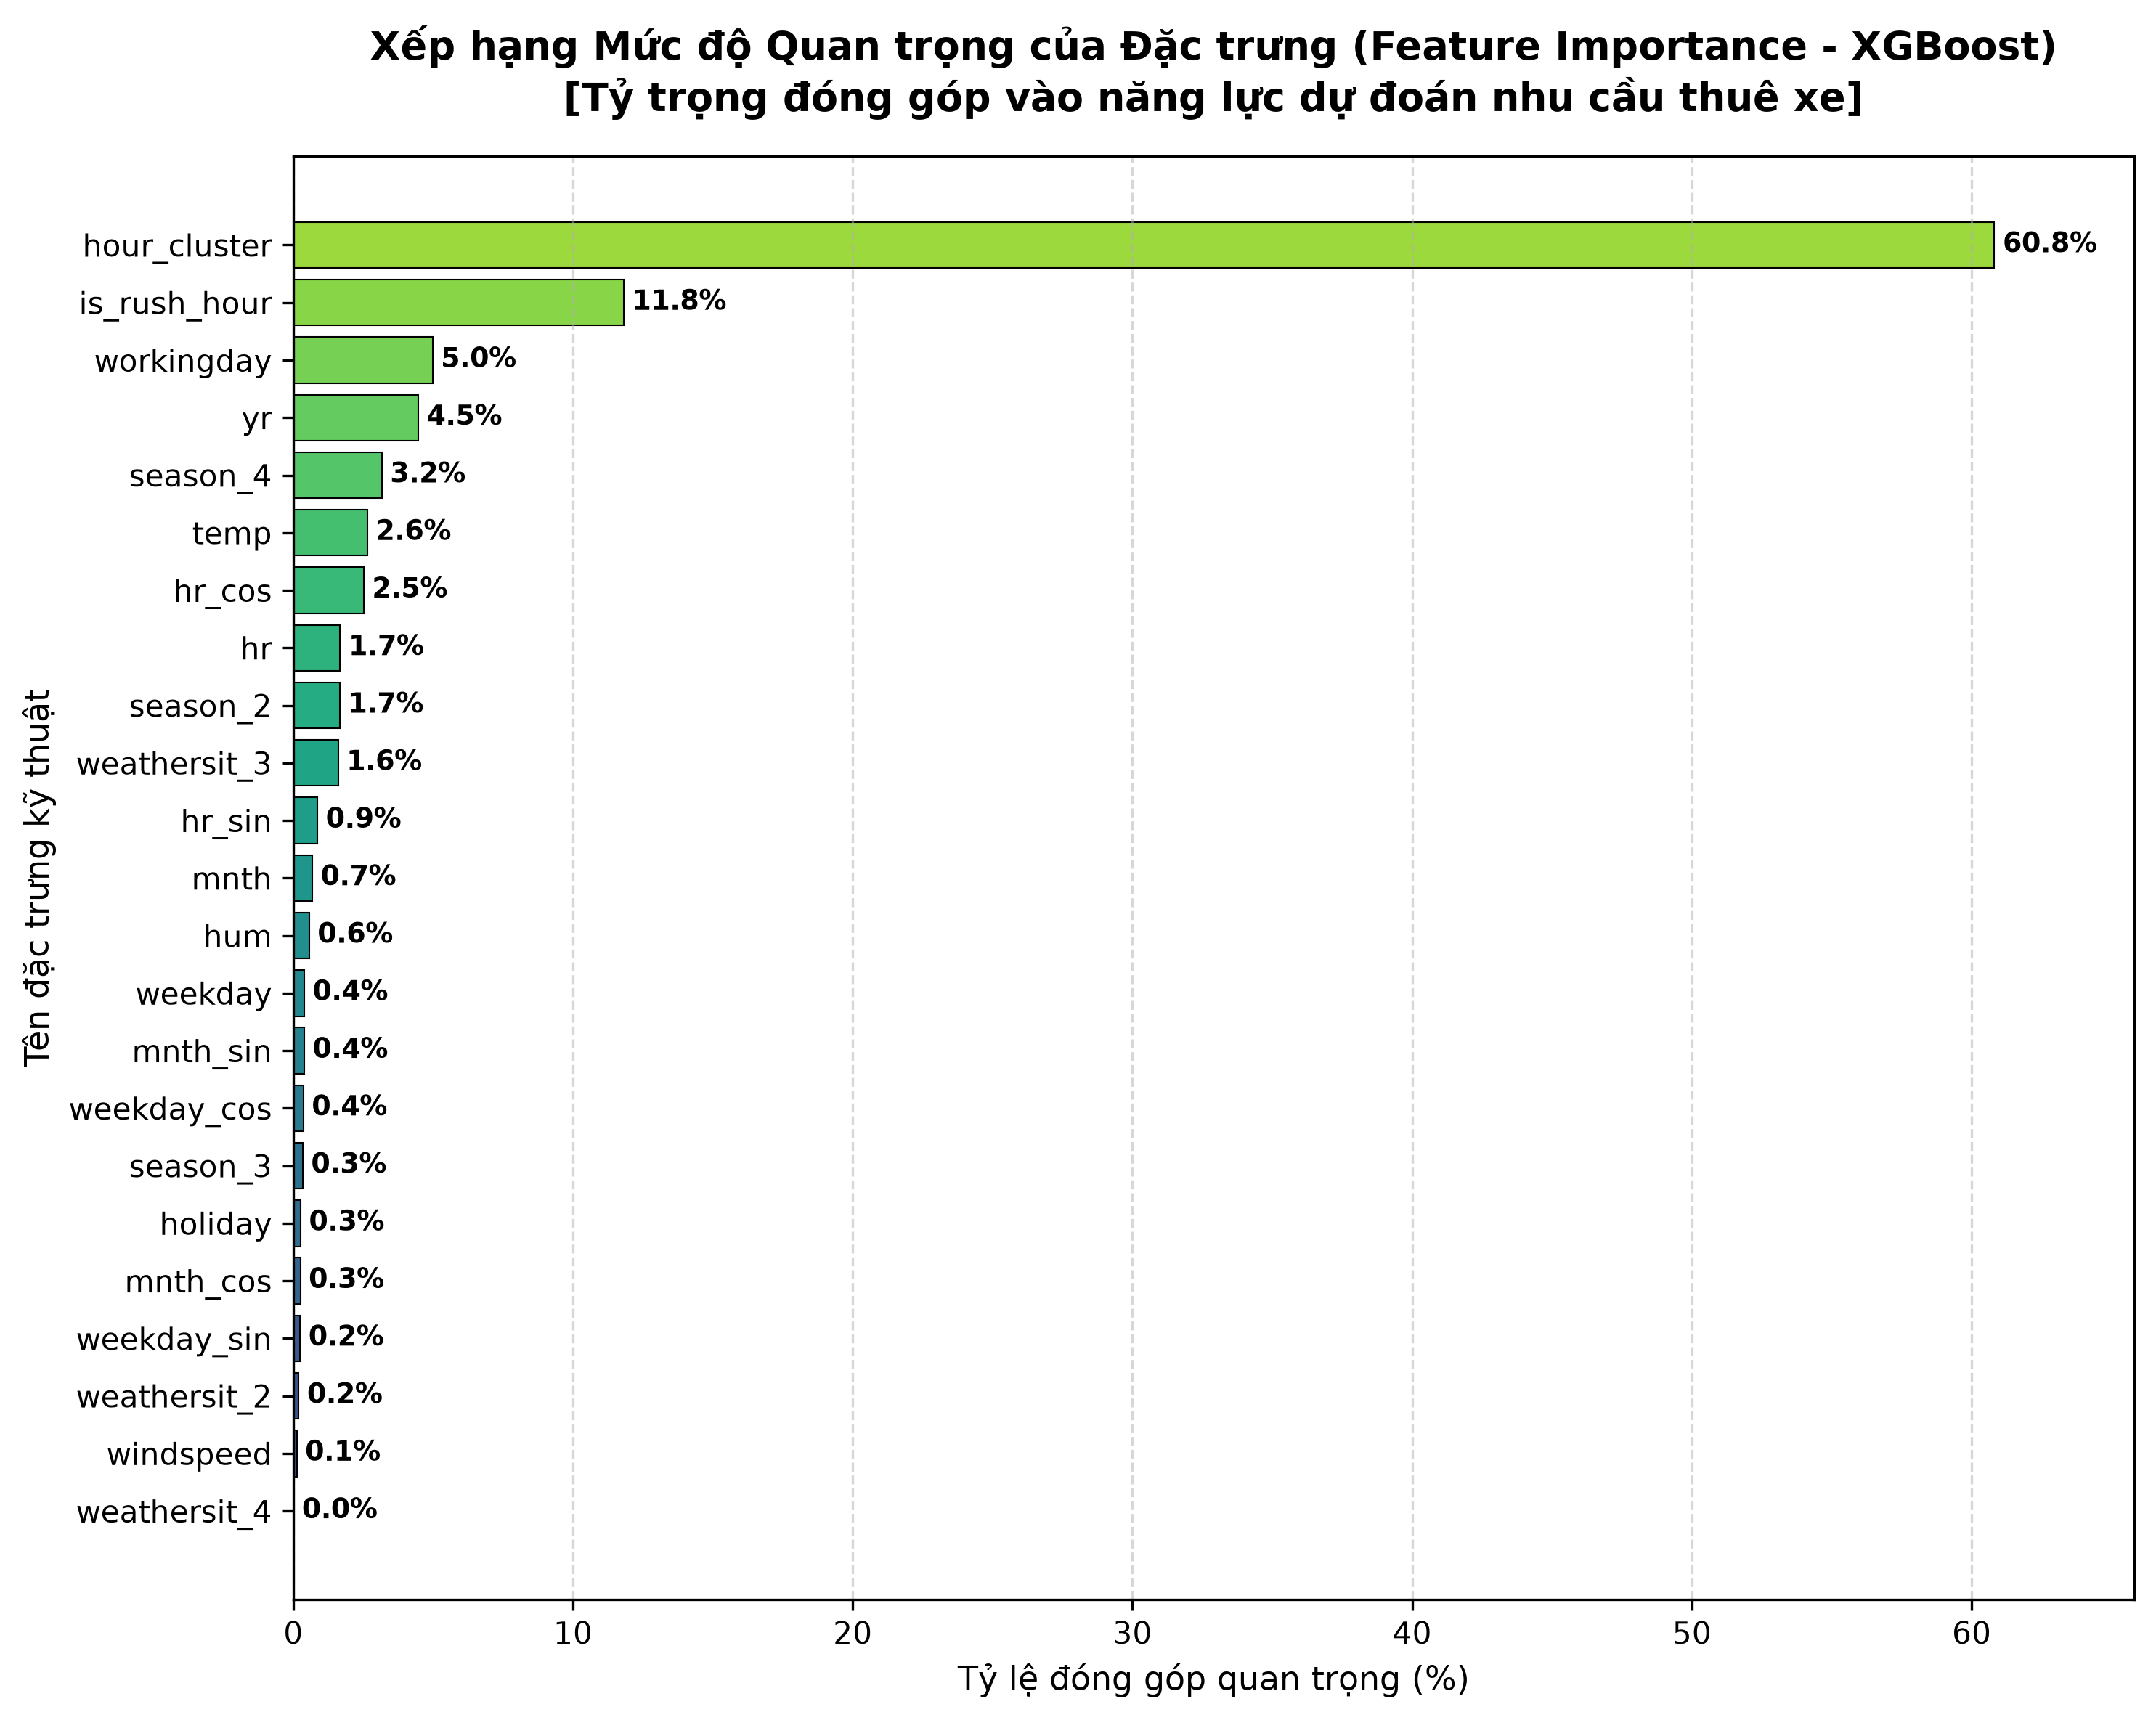 Xếp hạng Mức độ Quan trọng của Đặc trưng (Feature Importance - XGBoost)
[Tỷ trọng đóng góp vào năng lực dự đoán nhu cầu thuê xe]
Tên đặc trưng kỹ thuật
hour_cluster 60.8%
is_rush_hour 11.8%
workingday 5.0%
yr 4.5%
season_4 3.2%
temp 2.6%
hr_cos 2.5%
hr 1.7%
season_2 1.7%
weathersit_3 1.6%
hr_sin 0.9%
mnth 0.7%
hum 0.6%
weekday 0.4%
mnth_sin 0.4%
weekday_cos 0.4%
season_3 0.3%
holiday 0.3%
mnth_cos 0.3%
weekday_sin 0.2%
weathersit_2 0.2%
windspeed 0.1%
weathersit_4 0.0%
0 10 20 30 40 50 60
Tỷ lệ đóng góp quan trọng (%)